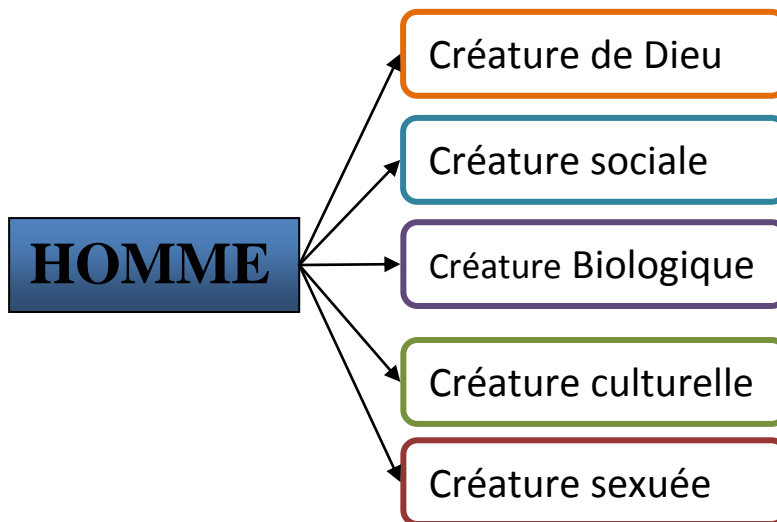 HOMME
Créature de Dieu
Créature sociale
Créature Biologique
Créature culturelle
Créature sexuée